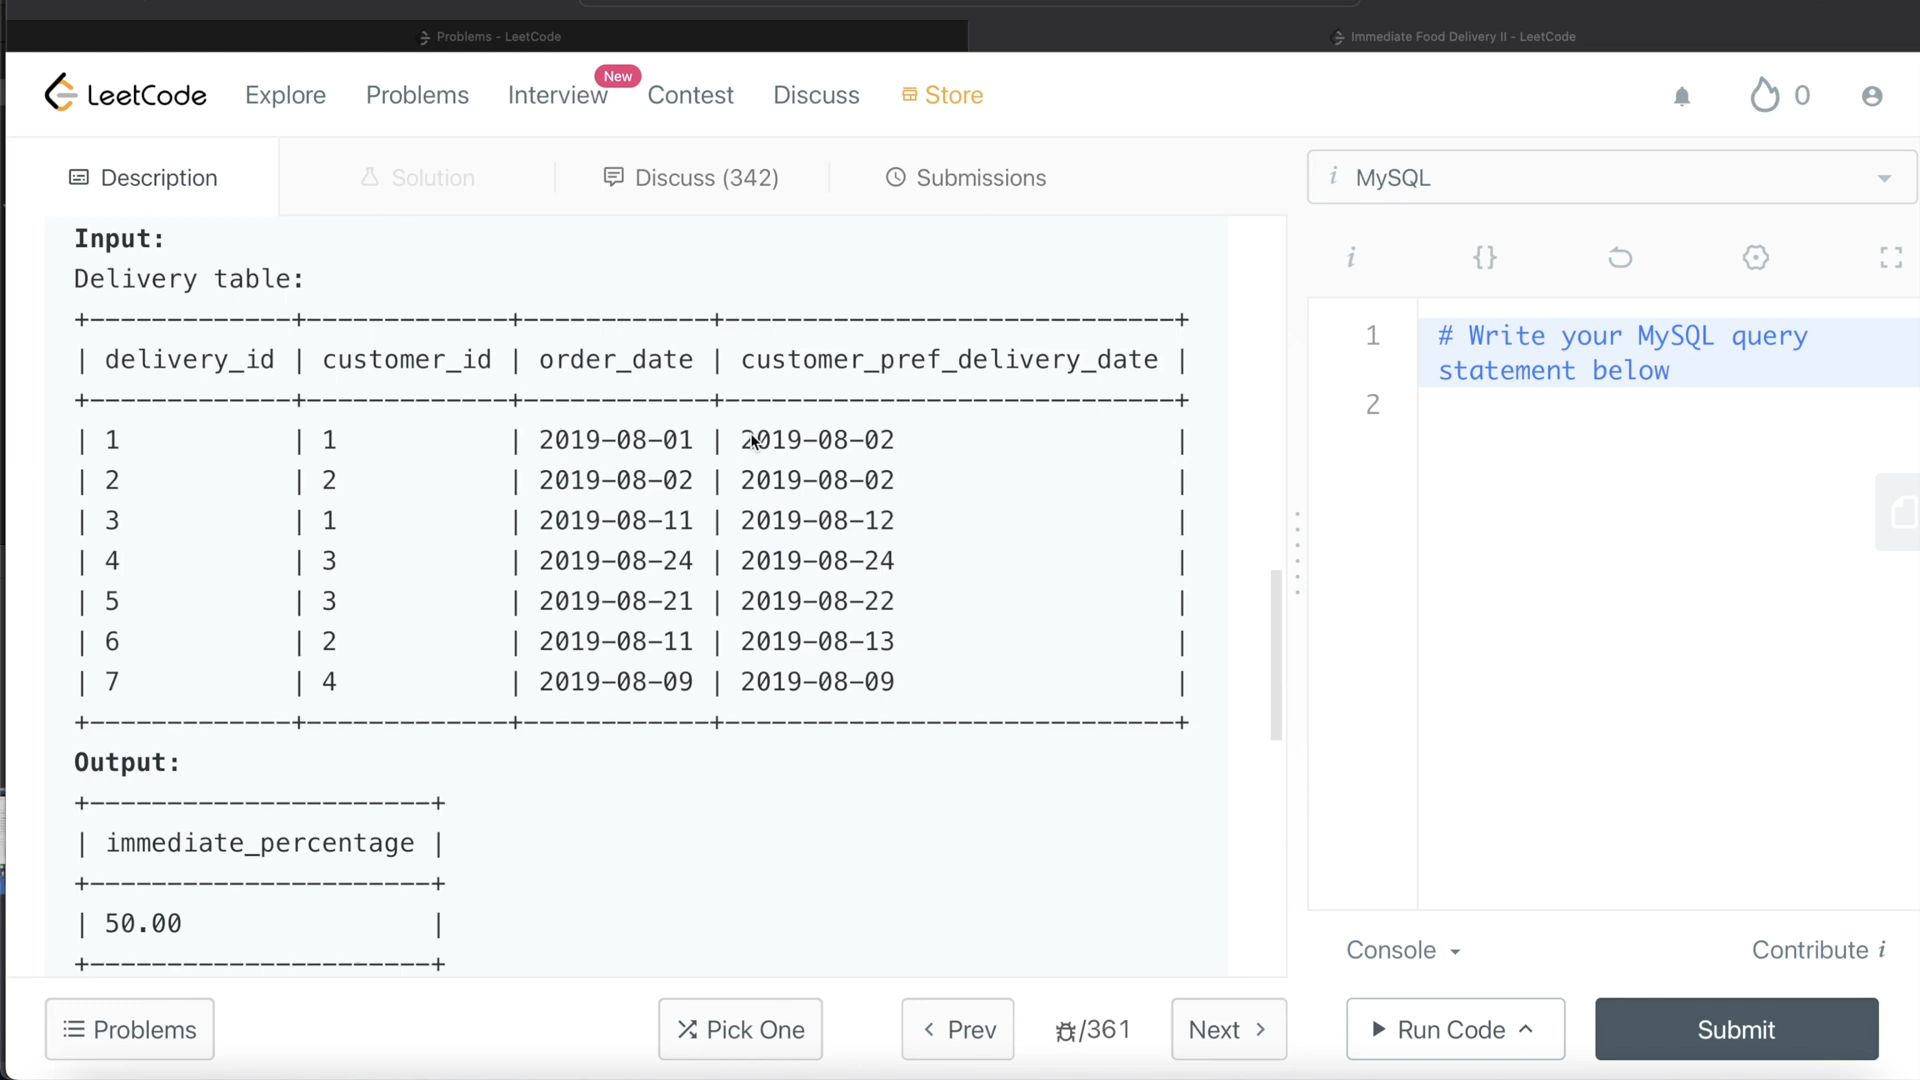 Problems - LeetCode
Immediate Food Delivery II - LeetCode
LeetCode Explore Problems Interview New Contest Discuss Store 0
Description Solution Discuss (342) Submissions
i MySQL
i {}
Input:
Delivery table:
+-------------+-------------+------------+-----------------------------+
| delivery_id | customer_id | order_date | customer_pref_delivery_date |
+-------------+-------------+------------+-----------------------------+
| 1           | 1           | 2019-08-01 | 2019-08-02                  |
| 2           | 2           | 2019-08-02 | 2019-08-02                  |
| 3           | 1           | 2019-08-11 | 2019-08-12                  |
| 4           | 3           | 2019-08-24 | 2019-08-24                  |
| 5           | 3           | 2019-08-21 | 2019-08-22                  |
| 6           | 2           | 2019-08-11 | 2019-08-13                  |
| 7           | 4           | 2019-08-09 | 2019-08-09                  |
+-------------+-------------+------------+-----------------------------+
Output:
+----------------------+
| immediate_percentage |
+----------------------+
| 50.00                |
+----------------------+
1 # Write your MySQL query
statement below
2
Console
Contribute i
Problems
Pick One
< Prev
/361
Next >
Run Code
Submit